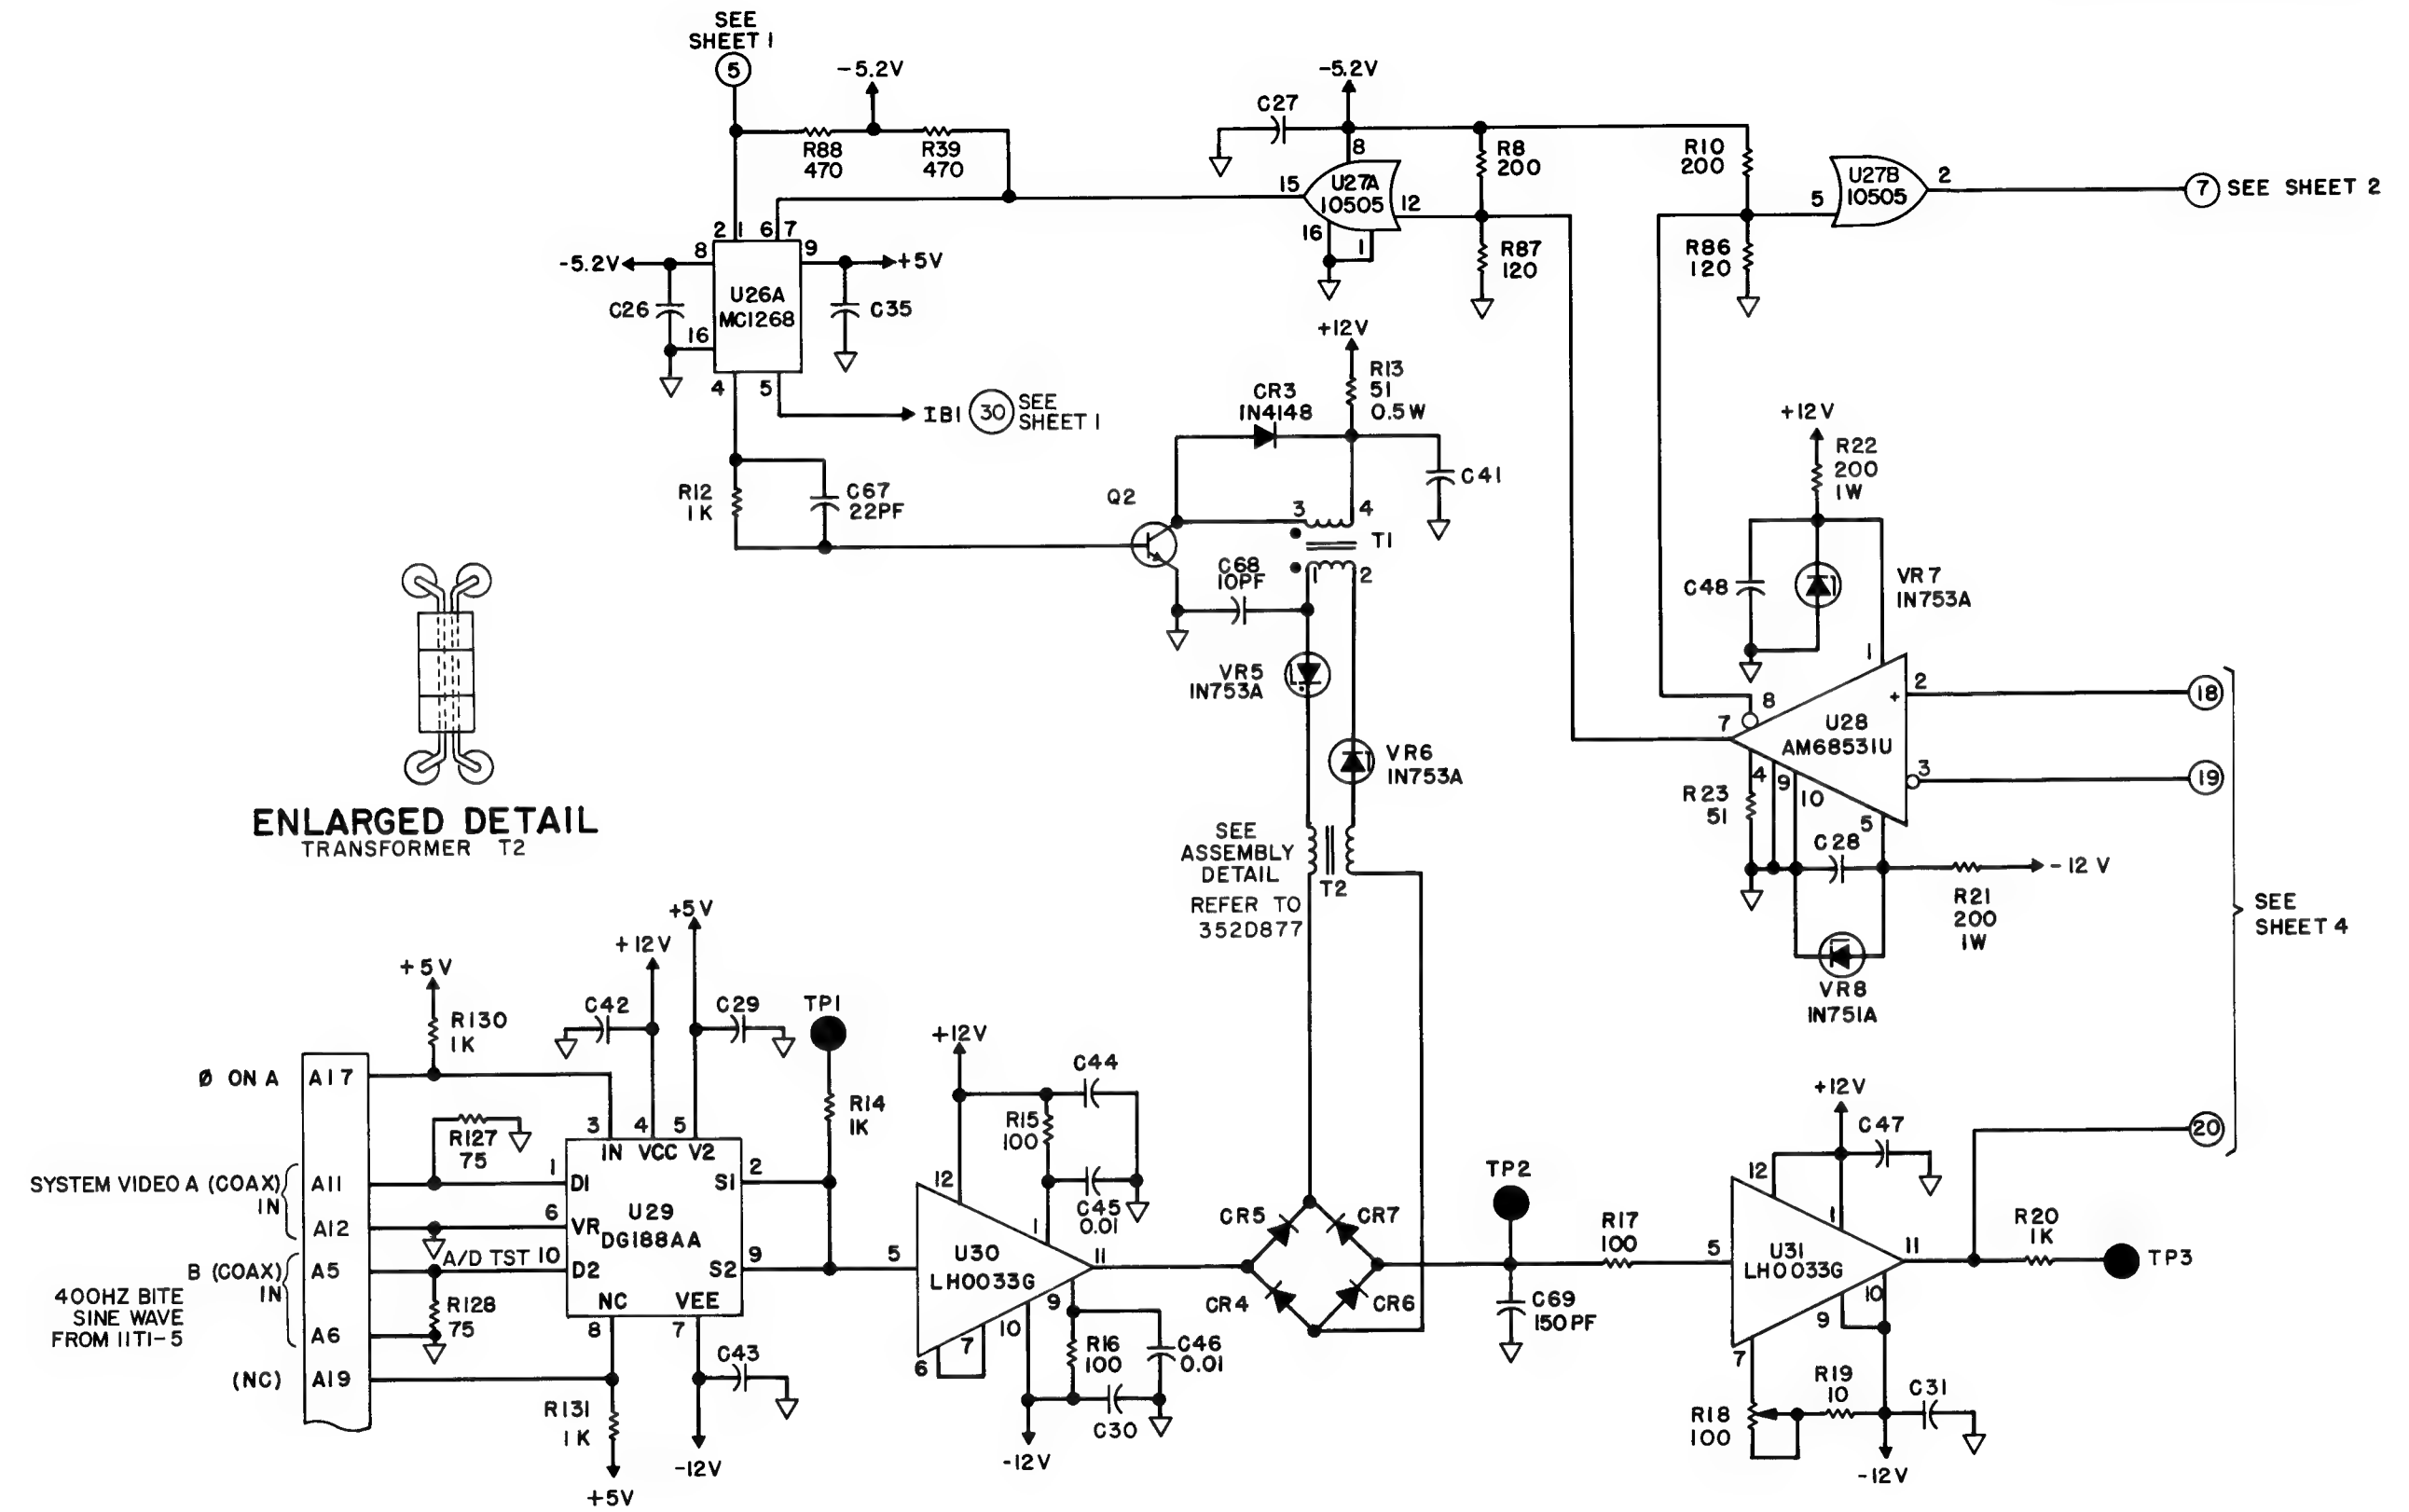 SEE
SHEET 1
5
-5.2V
R88
470
R39
470
2 1 6 7
8
9
-5.2V
+5V
U26A
MC1268
C26
C35
16
4 5
IB1 30 SEE
SHEET 1
R12
1K
C67
22PF
-5.2V
C27
8
15
U27A
10505
12
16
1
R8
200
R87
120
R10
200
R86
120
5
U27B
10505
2
7 SEE SHEET 2
+12V
R13
51
0.5W
CR3
1N4148
C41
Q2
3 4
T1
C68
10PF
1 2
VR5
IN753A
VR6
IN753A
SEE
ASSEMBLY
DETAIL
REFER TO
352D877
T2
+12V
R22
200
1W
C48
VR7
IN753A
1
8
7
+
2
18
U28
AM68531U
3
19
4
9
10
5
R23
51
C28
-12 V
R21
200
1W
VR8
IN751A
SEE
SHEET 4
20
ENLARGED DETAIL
TRANSFORMER T2
+5V
R130
1K
+12V
+5V
C42
C29
TP1
R14
1K
Ø ON A
A17
R127
75
3 4 5
IN VCC V2
SYSTEM VIDEO A (COAX)
IN
A11
1
D1
S1
2
A12
6
VR
U29
DG188AA
B (COAX)
IN
A5
A/D TST
10
D2
S2
9
400HZ BITE
SINE WAVE
FROM 11T1-5
A6
R128
75
NC VEE
8 7
(NC)
A19
C43
R131
1K
+5V
-12V
+12V
C44
R15
100
C45
0.01
12
1
5
U30
LH0033G
11
9
10
7
6
R16
100
C46
0.01
C30
-12V
CR5
CR7
CR4
CR6
TP2
R17
100
C69
150PF
+12V
C47
12
1
5
U31
LH0033G
11
10
9
7
R20
1K
TP3
R18
100
R19
10
C31
-12V